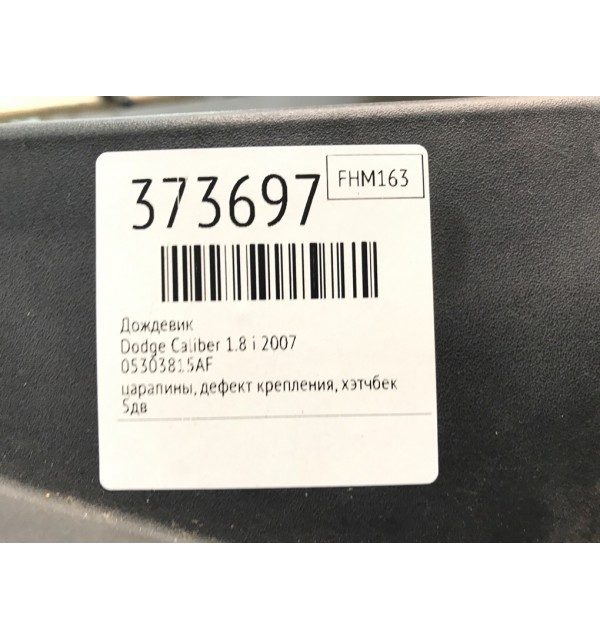 373697
FHM163
Дождевик
Dodge Caliber 1.8 i 2007
05303815AF
царапины, дефект крепления, хэтчбек
5дв